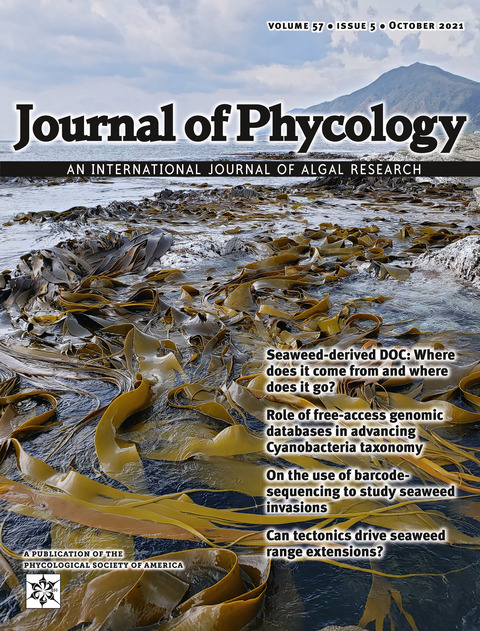 VOLUME 57 ● ISSUE 5 ● OCTOBER 2021
Journal of Phycology
AN INTERNATIONAL JOURNAL OF ALGAL RESEARCH
Seaweed-derived DOC: Where
does it come from and where
does it go?
Role of free-access genomic
databases in advancing
Cyanobacteria taxonomy
On the use of barcode-
sequencing to study seaweed
invasions
Can tectonics drive seaweed
range extensions?
A PUBLICATION OF THE
PHYCOLOGICAL SOCIETY OF AMERICA